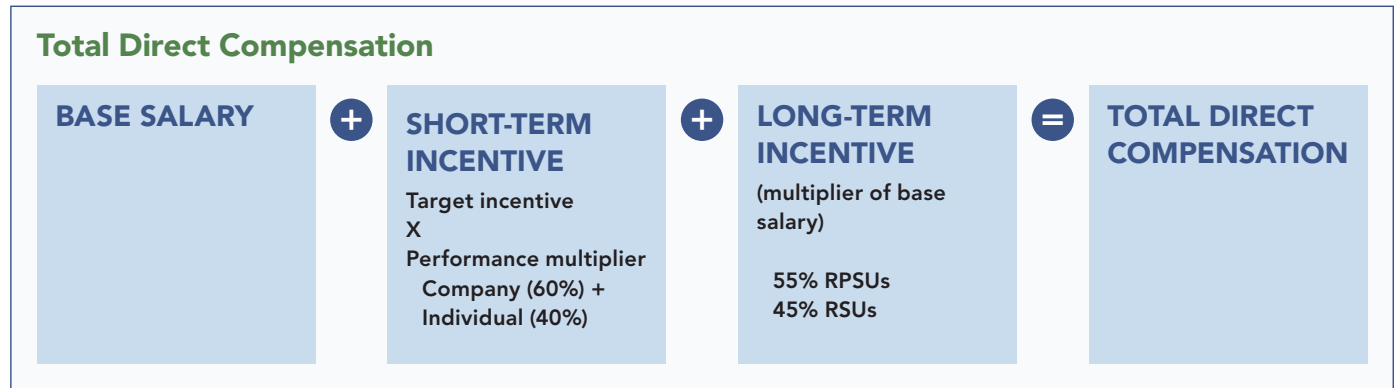 Total Direct Compensation
BASE SALARY
+
SHORT-TERM
INCENTIVE
Target incentive
X
Performance multiplier
Company (60%) +
Individual (40%)
+
LONG-TERM
INCENTIVE
(multiplier of base
salary)
55% RPSUs
45% RSUs
=
TOTAL DIRECT
COMPENSATION